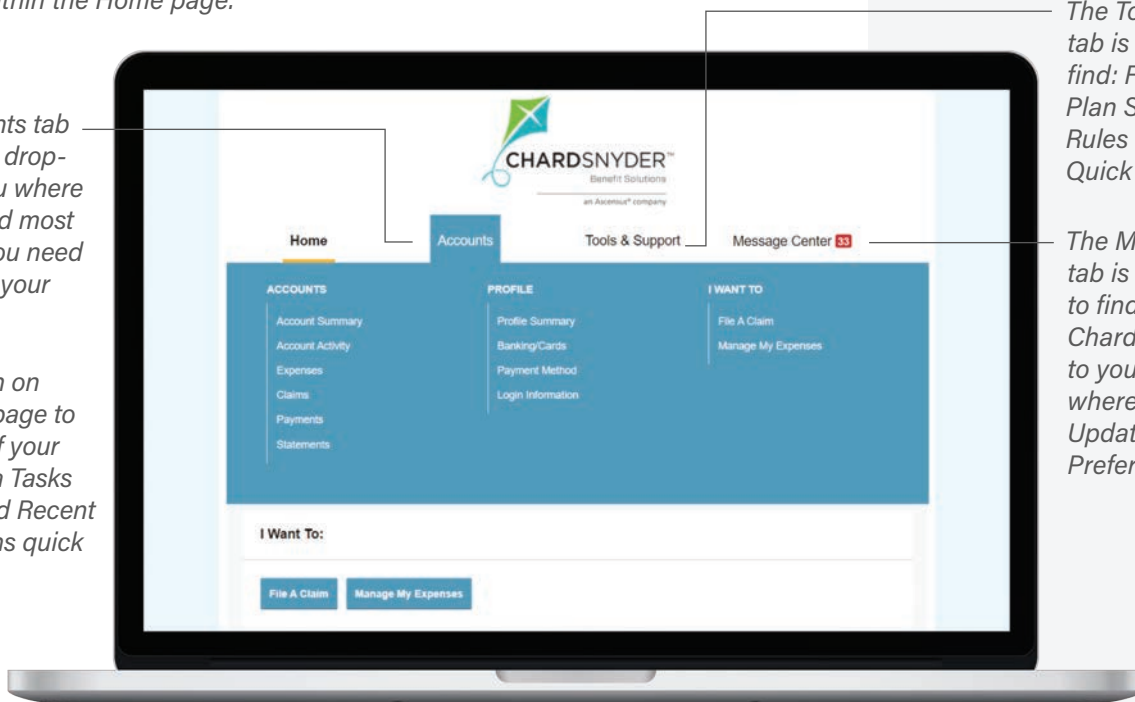 thin the Home page.
nts tab
drop-
u where
d most
ou need
your
n on
page to
f your
n Tasks
d Recent
ns quick
CHARDSNYDER™
Benefit Solutions
an Ascensus® company
Home Accounts Tools & Support Message Center 33
ACCOUNTS
Account Summary
Account Activity
Expenses
Claims
Payments
Statements
PROFILE
Profile Summary
Banking/Cards
Payment Method
Login Information
I WANT TO
File A Claim
Manage My Expenses
I Want To:
File A Claim Manage My Expenses
The To
tab is
find: F
Plan S
Rules
Quick
The M
tab is
to find
Chard
to you
where
Updat
Prefer